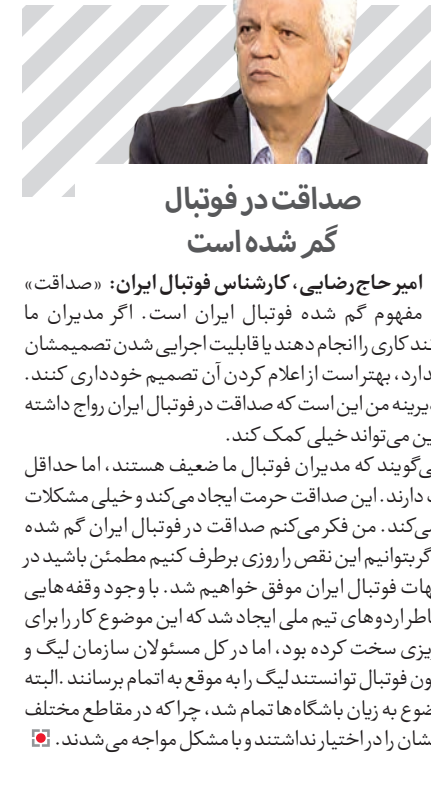 صداقت در فوتبال
گم شده است
امیر حاج‌رضایی، کارشناس فوتبال ایران: «صداقت»
مفهوم گم شده فوتبال ایران است. اگر مدیران ما
کاری را انجام دهند یا قابلیت اجرایی شدن تصمیمشان
بهتر است از اعلام کردن آن تصمیم خودداری کنند.
من این است که صداقت در فوتبال ایران رواج داشته
می‌تواند خیلی کمک کند.
می‌گویند که مدیران فوتبال ما ضعیف هستند، اما حداقل
دارند. این صداقت حرمت ایجاد می‌کند و خیلی مشکلات
می‌کند. من فکر می‌کنم صداقت در فوتبال ایران گم شده
بتوانیم این نقص را روزی برطرف کنیم مطمئن باشید در
فوتبال ایران موفق خواهیم شد. با وجود وقفه‌هایی
اردوهای تیم ملی ایجاد شد که این موضوع کار را برای
سخت کرده بود، اما در کل مسئولان سازمان لیگ و
فوتبال توانستند لیگ را به موقع به اتمام برسانند .البته
به زیان باشگاه‌ها تمام شد، چرا که در مقاطع مختلف
را در اختیار نداشتند و با مشکل مواجه می‌شدند.